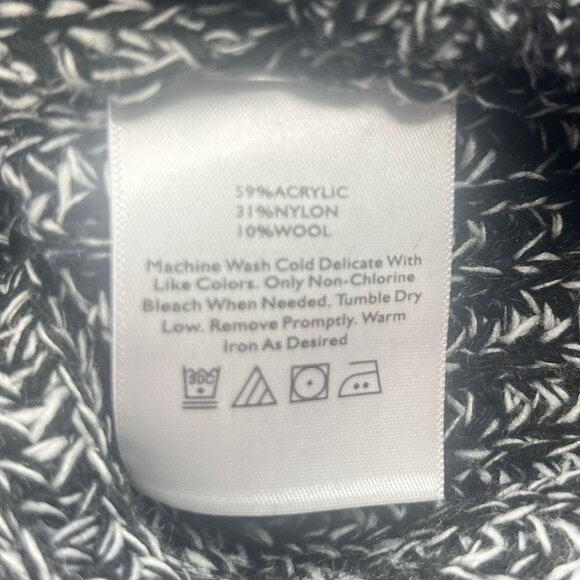 59%ACRYLIC
31%NYLON
10%WOOL
Machine Wash Cold Delicate With
Like Colors. Only Non-Chlorine
Bleach When Needed. Tumble Dry
Low. Remove Promptly. Warm
Iron As Desired
30C